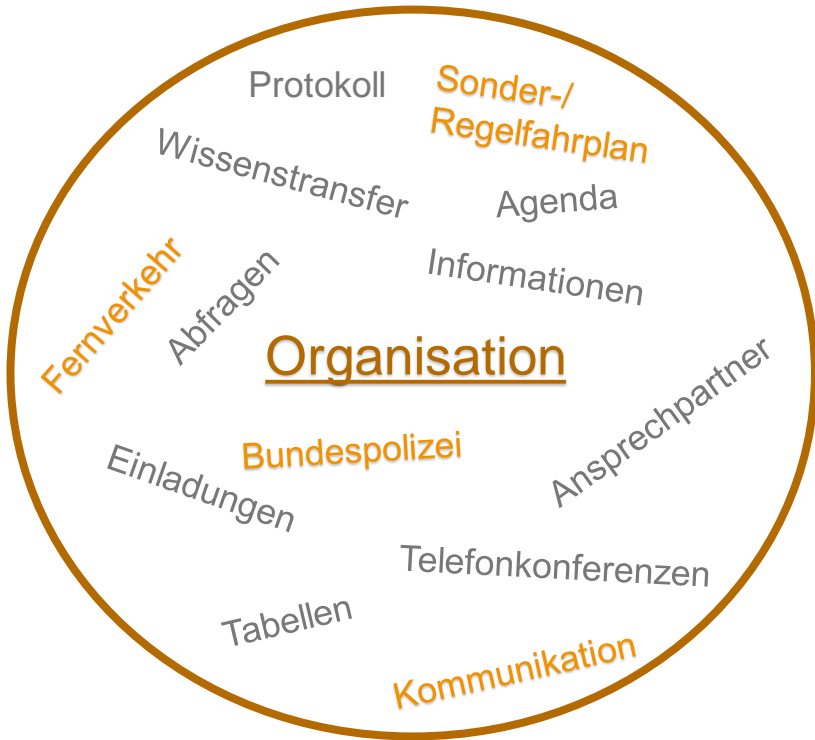 Protokoll
Sonder-/
Regelfahrplan
Wissenstransfer
Agenda
Informationen
Fernverkehr
Abfragen
Organisation
Ansprechpartner
Bundespolizei
Einladungen
Telefonkonferenzen
Tabellen
Kommunikation